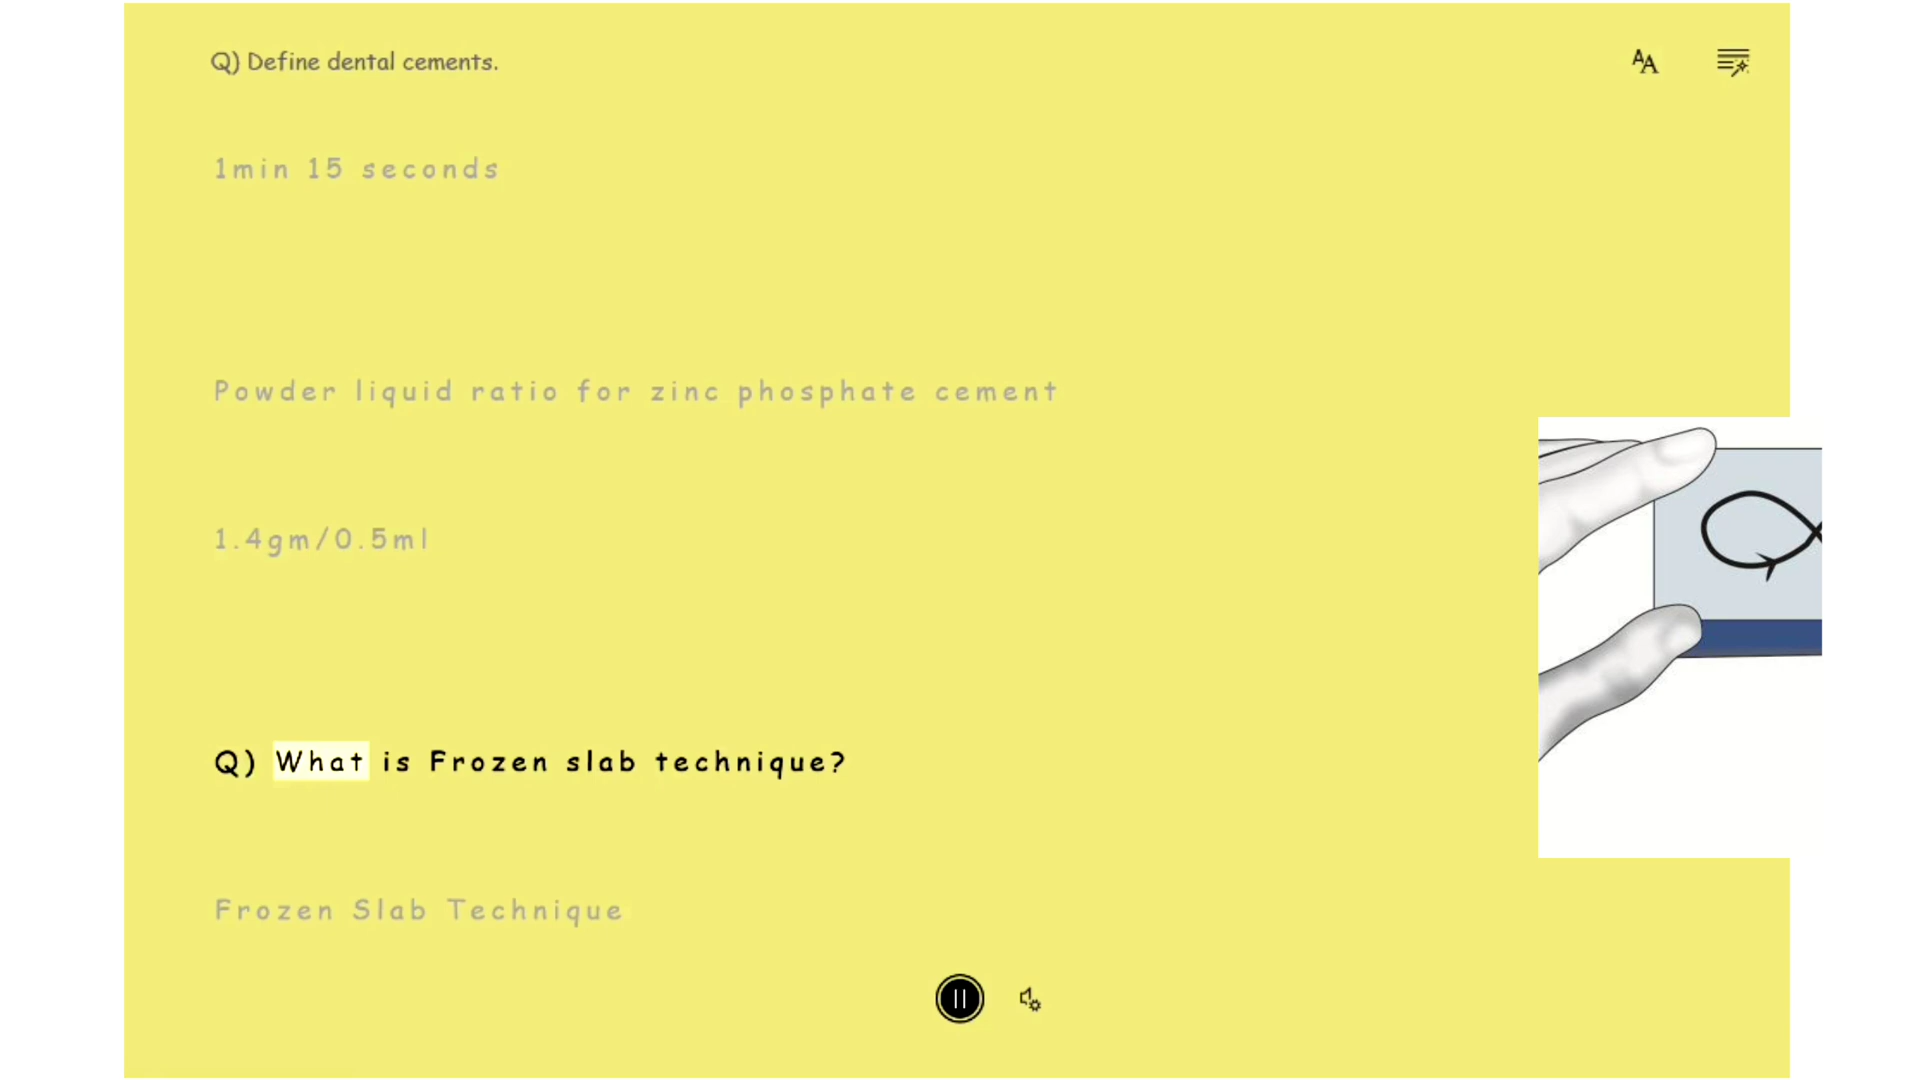 Q) Define dental cements.
1min 15 seconds
Powder liquid ratio for zinc phosphate cement
1.4gm/0.5ml
Q) What is Frozen slab technique?
Frozen Slab Technique